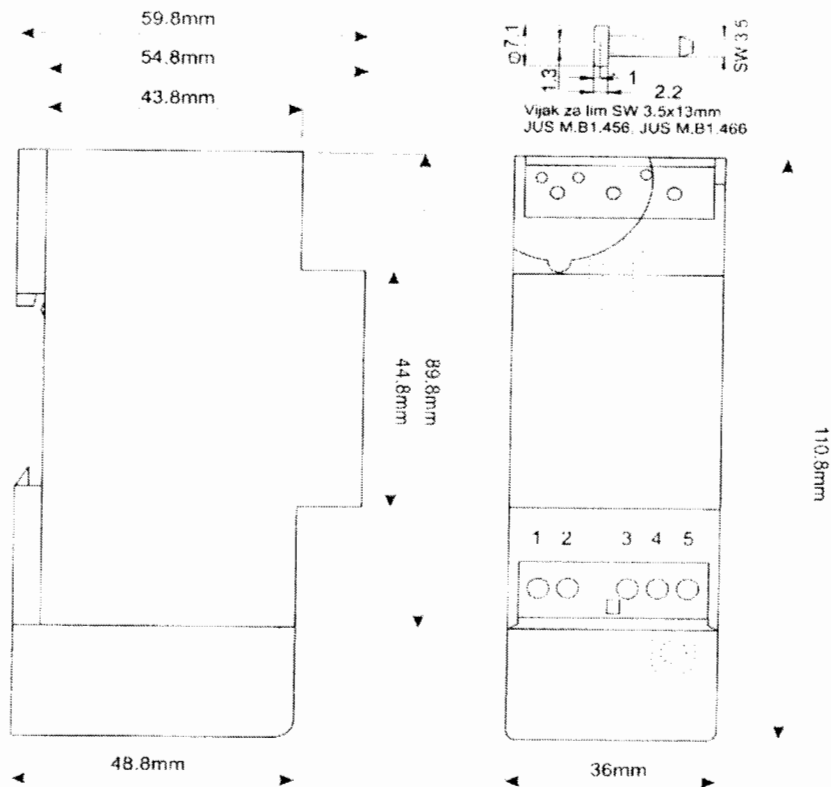 59.8mm
54.8mm
43.8mm
∅7.1
1.3
1
2.2
SW 3.5
Vijak za lim SW 3.5x13mm
JUS M.B1.456, JUS M.B1.466
89.8mm
44.8mm
110.8mm
1 2 3 4 5
48.8mm
36mm